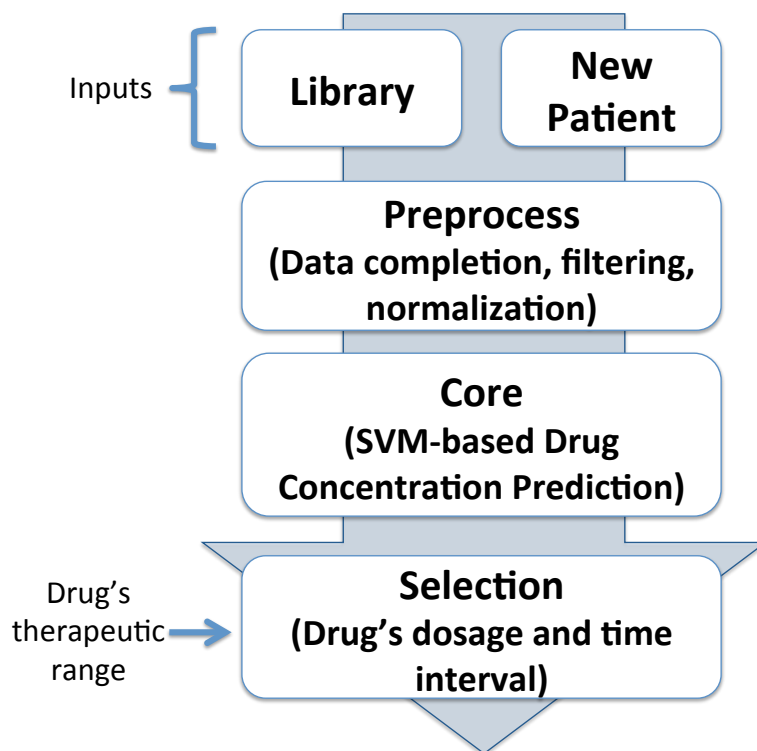 Inputs
Library
New
Patient
Preprocess
(Data completion, filtering,
normalization)
Core
(SVM-based Drug
Concentration Prediction)
Drug's
therapeutic
range
Selection
(Drug's dosage and time
interval)